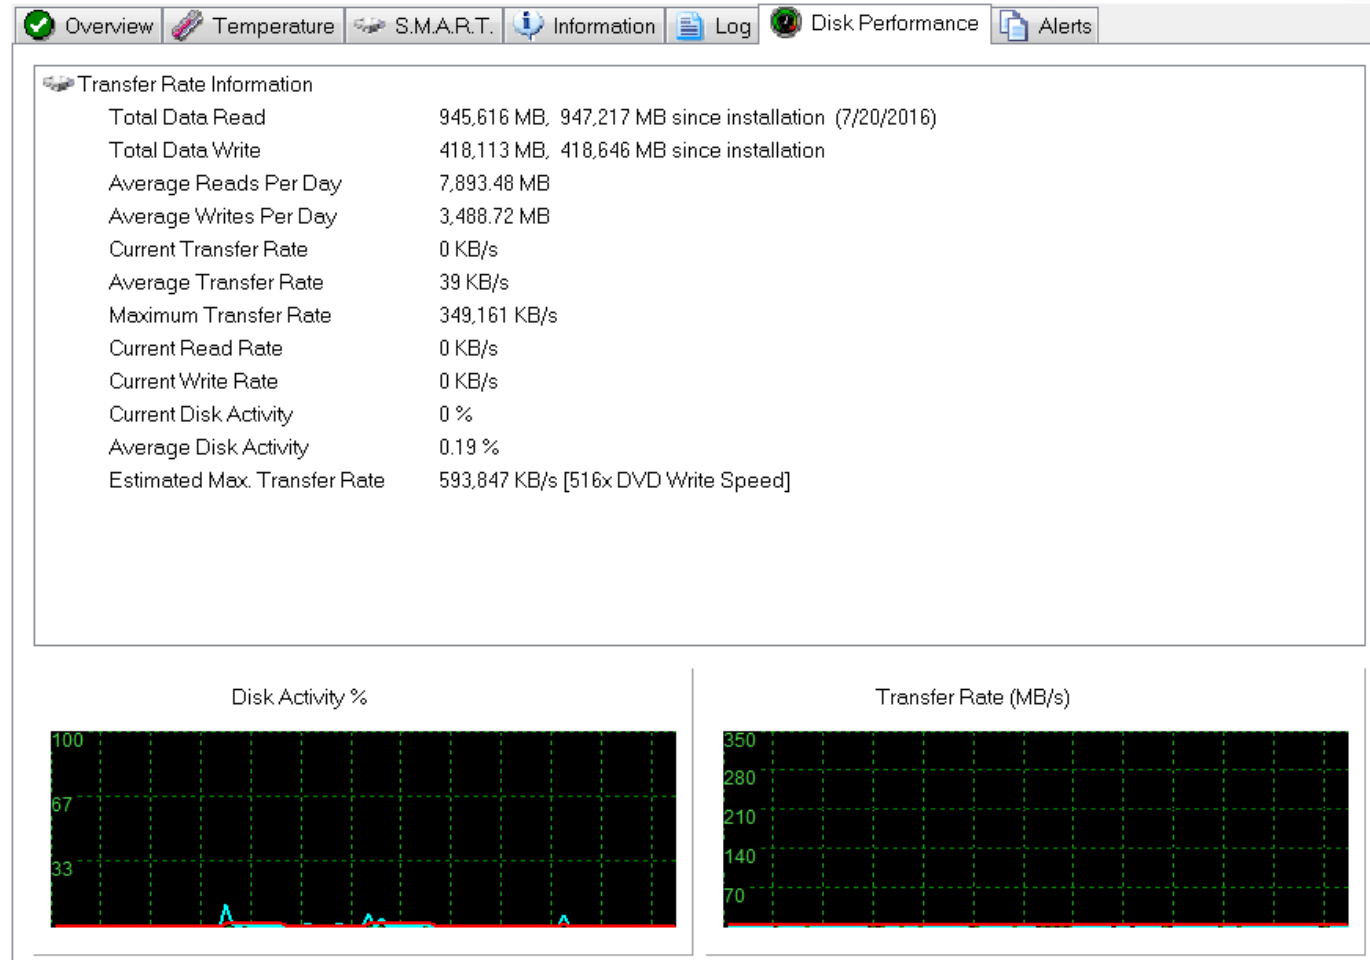 Overview Temperature S.M.A.R.T. Information Log Disk Performance Alerts
Transfer Rate Information
Total Data Read 945,616 MB, 947,217 MB since installation (7/20/2016)
Total Data Write 418,113 MB, 418,646 MB since installation
Average Reads Per Day 7,893.48 MB
Average Writes Per Day 3,488.72 MB
Current Transfer Rate 0 KB/s
Average Transfer Rate 39 KB/s
Maximum Transfer Rate 349,161 KB/s
Current Read Rate 0 KB/s
Current Write Rate 0 KB/s
Current Disk Activity 0 %
Average Disk Activity 0.19 %
Estimated Max. Transfer Rate 593,847 KB/s [516x DVD Write Speed]
Disk Activity %
100
67
33
Transfer Rate (MB/s)
350
280
210
140
70